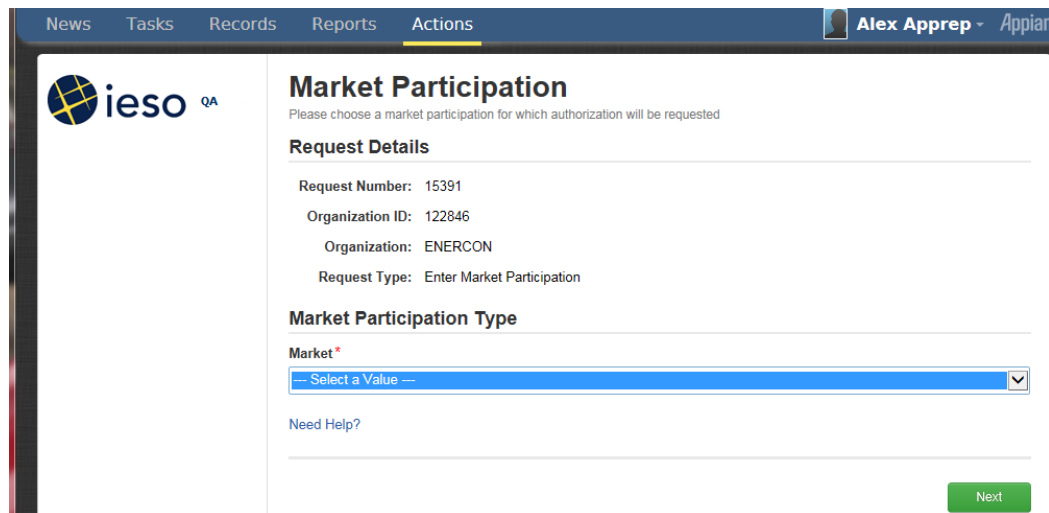 News Tasks Records Reports Actions Alex Apprep
ieso QA
Market Participation
Please choose a market participation for which authorization will be requested
Request Details
Request Number: 15391
Organization ID: 122846
Organization: ENERCON
Request Type: Enter Market Participation
Market Participation Type
Market*
--- Select a Value ---
Need Help?
Next